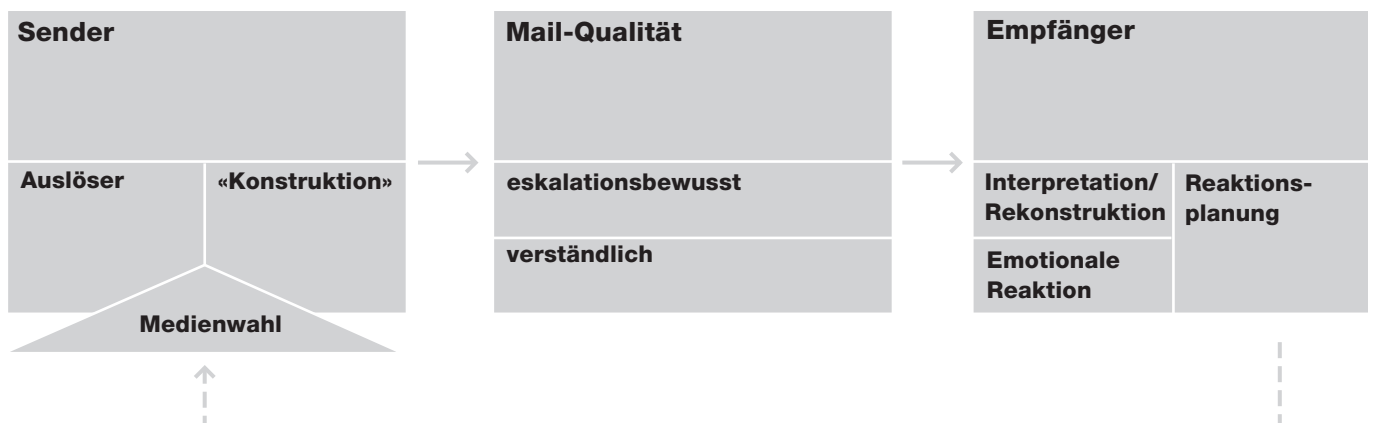 Sender
Auslöser
«Konstruktion»
Medienwahl
Mail-Qualität
eskalationsbewusst
verständlich
Empfänger
Interpretation/
Rekonstruktion
Emotionale
Reaktion
Reaktions-
planung